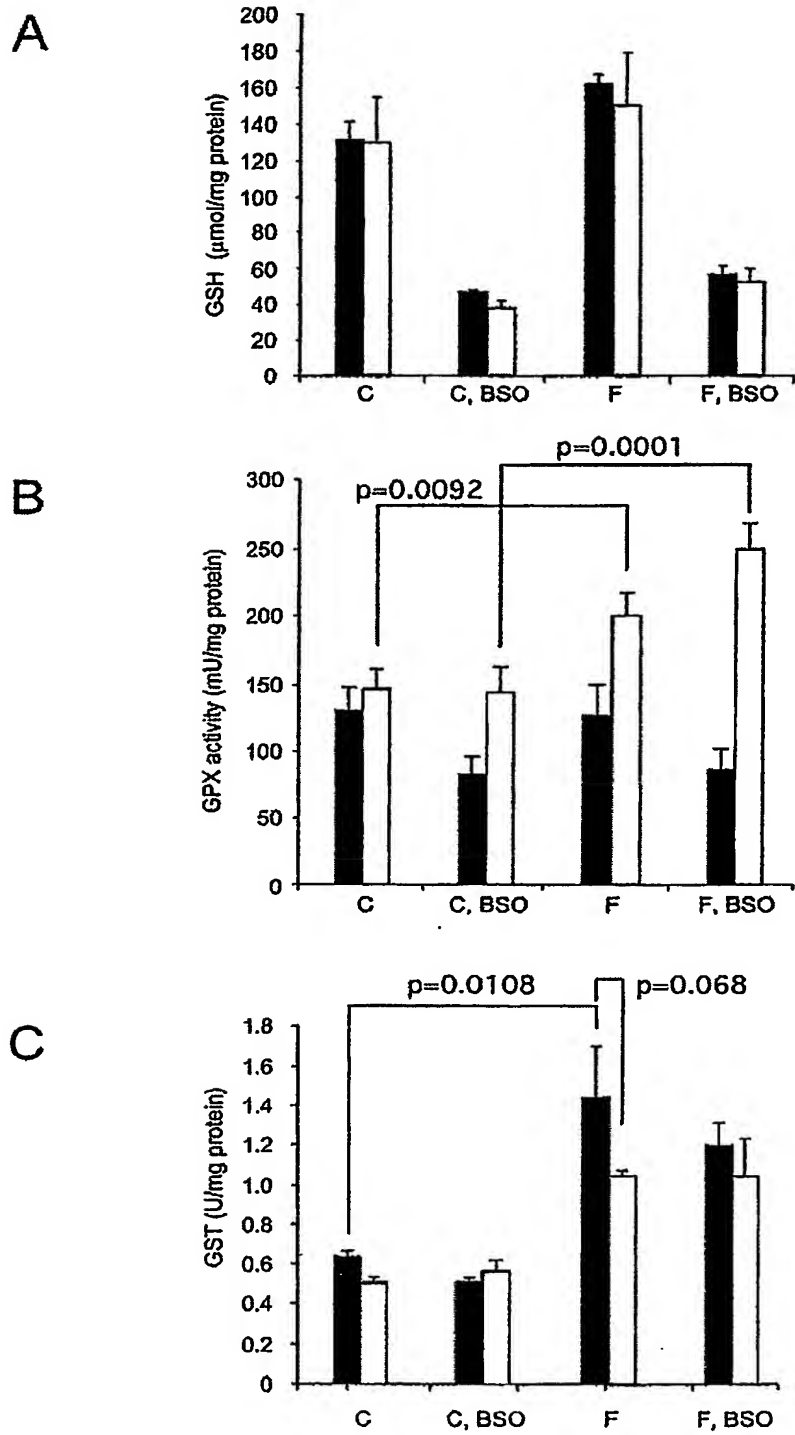 A
GSH (μmol/mg protein)
200
180
160
140
120
100
80
60
40
20
0
C C, BSO F F, BSO
B
GPX activity (mU/mg protein)
p=0.0001
p=0.0092
300
250
200
150
100
50
0
C C, BSO F F, BSO
C
GST (U/mg protein)
p=0.0108 p=0.068
1.8
1.6
1.4
1.2
1.0
0.8
0.6
0.4
0.2
0
C C, BSO F F, BSO